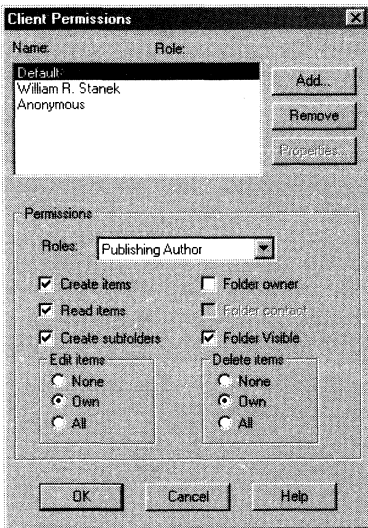 Client Permissions
Name: Role:
Default:
William R. Stanek
Anonymous
Add...
Remove
Properties...
Permissions
Roles: Publishing Author
Create items
Folder owner
Read items
Folder contact
Create subfolders
Folder Visible
Edit items
None
Own
All
Delete items
None
Own
All
OK
Cancel
Help